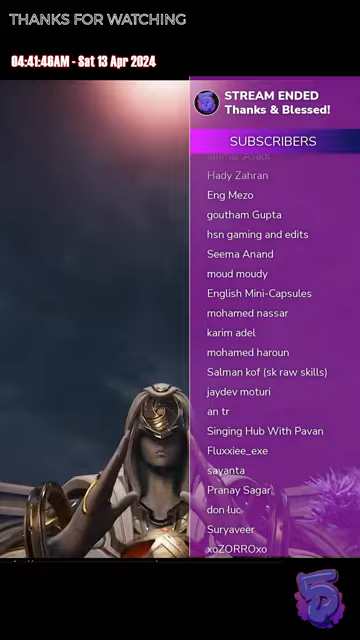 THANKS FOR WATCHING
04:41:46AM - Sat 13 Apr 2024
STREAM ENDED
Thanks & Blessed!
SUBSCRIBERS
Hady Zahran
Eng Mezo
goutham Gupta
hsn gaming and edits
Seema Anand
moud moudy
English Mini-Capsules
mohamed nassar
karim adel
mohamed haroun
Salman kof (sk raw skills)
jaydev moturi
an tr
Singing Hub With Pavan
Fluxxiee_exe
sayanta
Pranay Sagar
don luc
Suryaveer
xoZORROxo